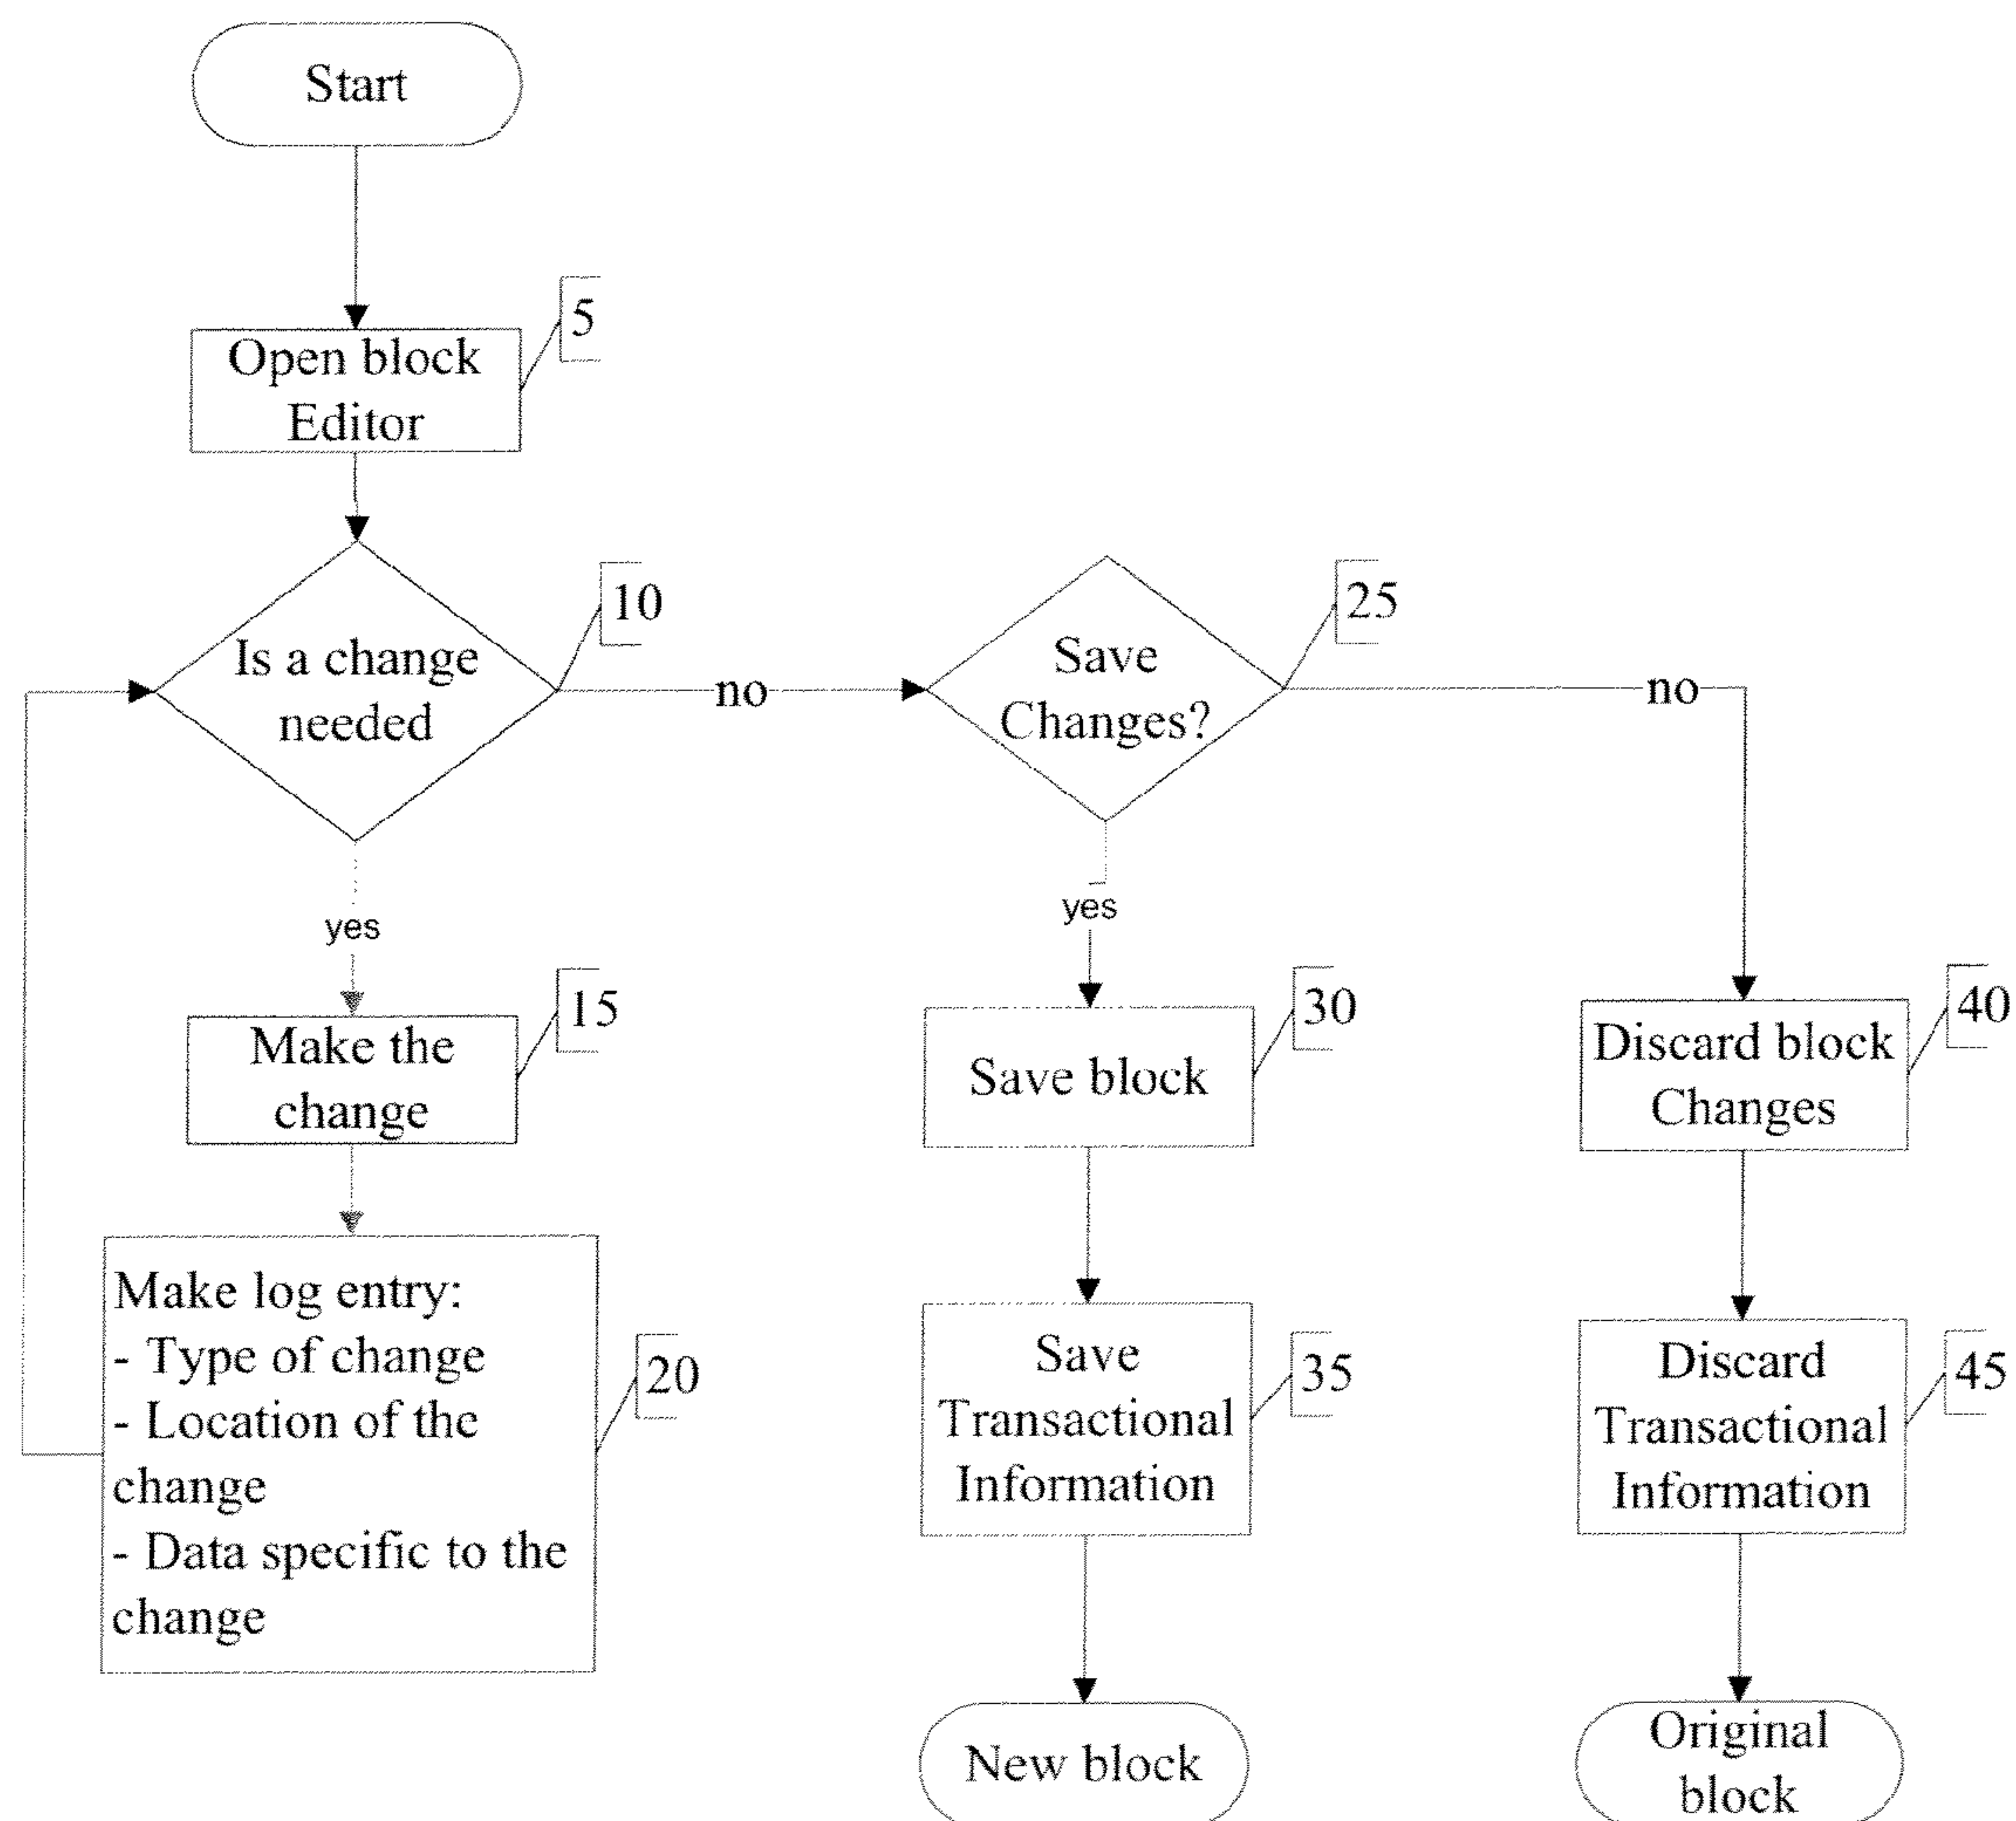 Start
5
Open block
Editor
10
Is a change
needed
no
25
Save
Changes?
no
yes
yes
15
Make the
change
30
Save block
40
Discard block
Changes
Make log entry:
- Type of change
- Location of the
change
- Data specific to the
change
20
Save
Transactional
Information
35
Discard
Transactional
Information
45
New block
Original
block